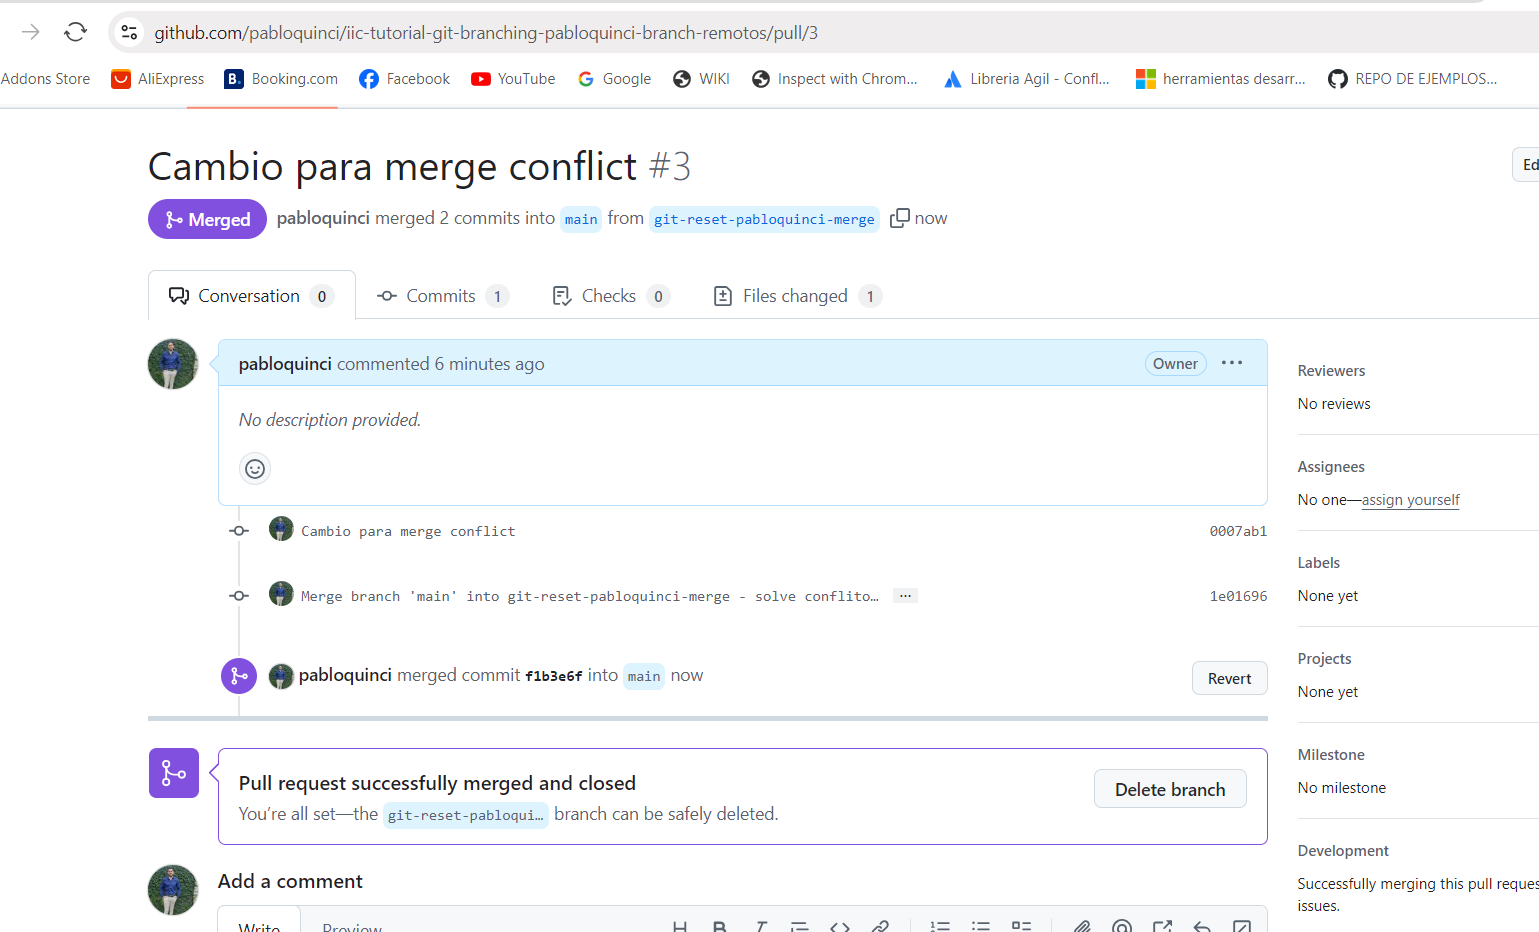 github.com/pabloquinci/iic-tutorial-git-branching-pabloquinci-branch-remotos/pull/3
Addons Store AliExpress B. Booking.com Facebook YouTube Google WIKI Inspect with Chrom... Libreria Agil - Confl... herramientas desarr... REPO DE EJEMPLOS...
Cambio para merge conflict #3
Ed
Merged pabloquinci merged 2 commits into main from git-reset-pabloquinci-merge now
Conversation 0 Commits 1 Checks 0 Files changed 1
pabloquinci commented 6 minutes ago Owner ...
No description provided.
Cambio para merge conflict 0007ab1
Merge branch 'main' into git-reset-pabloquinci-merge - solve conflito… ... 1e01696
pabloquinci merged commit f1b3e6f into main now Revert
Pull request successfully merged and closed
You're all set—the git-reset-pabloqui… branch can be safely deleted.
Delete branch
Add a comment
Write Preview
Reviewers
No reviews
Assignees
No one—assign yourself
Labels
None yet
Projects
None yet
Milestone
No milestone
Development
Successfully merging this pull reques
issues.